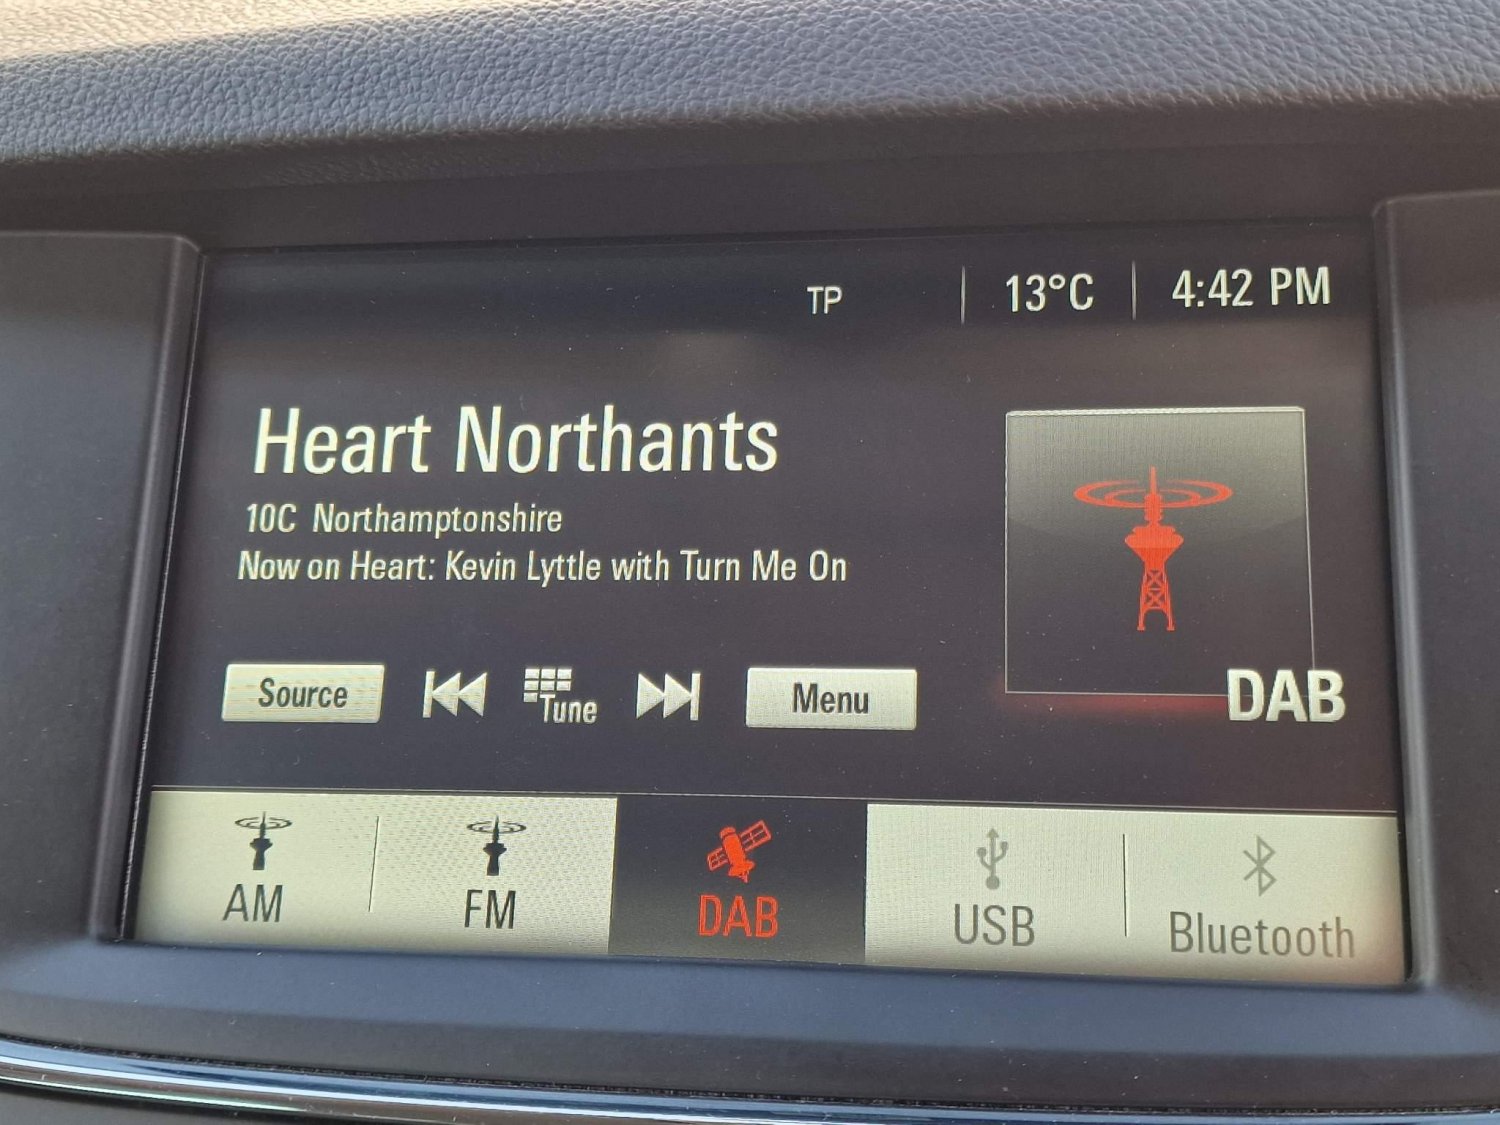 TP 13°C 4:42 PM
Heart Northants
10C Northamptonshire
Now on Heart: Kevin Lyttle with Turn Me On
Source Tune Menu
DAB
AM FM DAB USB Bluetooth